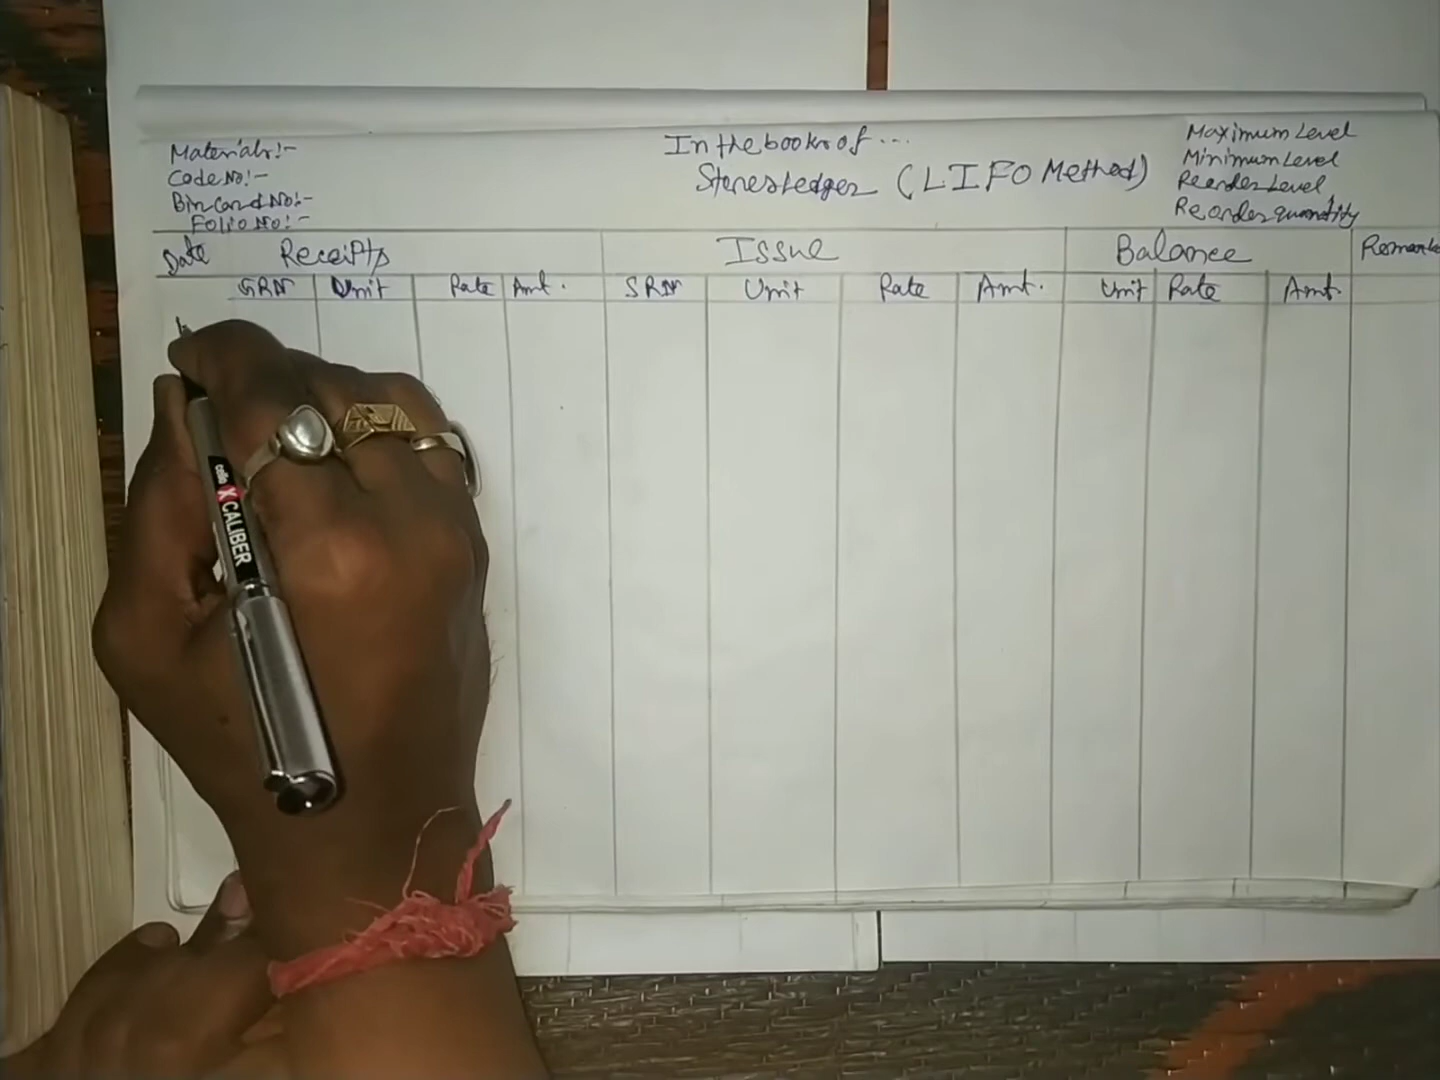 Materials:-
Code No:-
Bin Card No:-
Folio No:-
In the books of ...
Stores Ledger (LIFO Method)
Maximum Level
Minimum Level
Reorder Level
Reorder quantity
Date Receipts Issue Balance Remarks
GRN Unit Rate Amt. SRN Unit Rate Amt. Unit Rate Amt.
cello XCALIBER